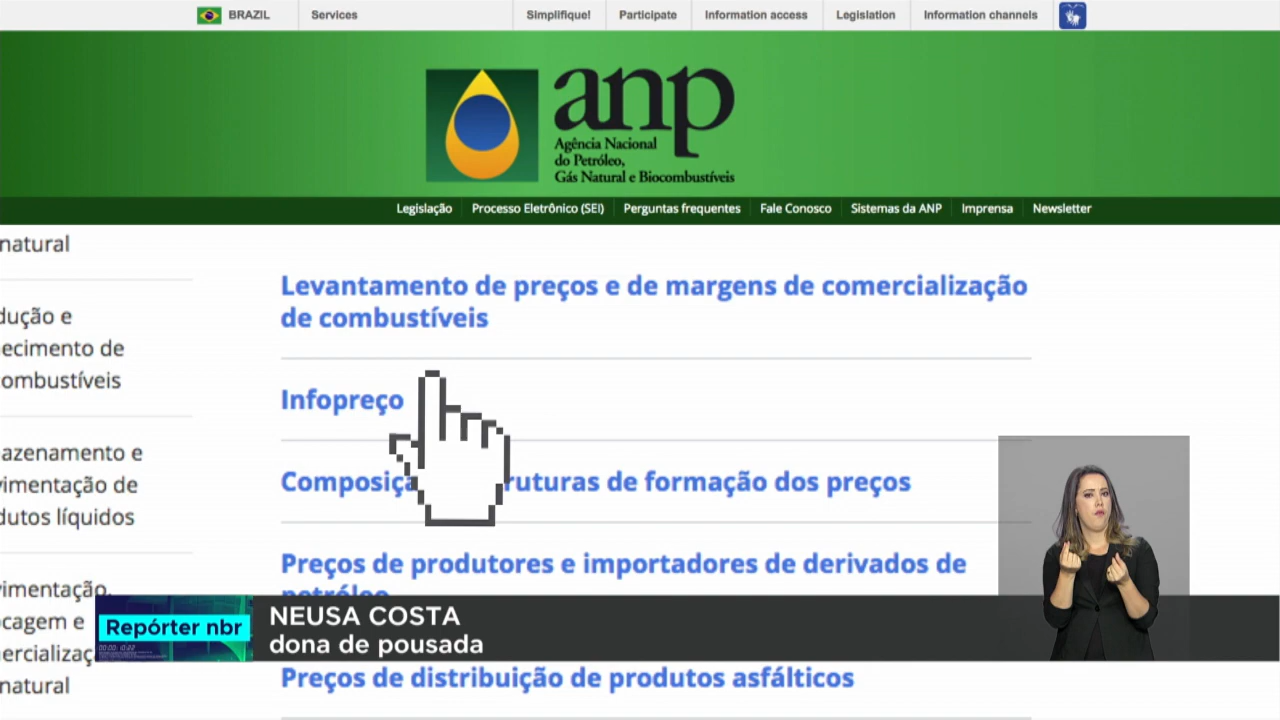 BRAZIL
Services
Simplifique!
Participate
Information access
Legislation
Information channels
anp
Agência Nacional
do Petróleo,
Gás Natural e Biocombustíveis
Legislação
Processo Eletrônico (SEI)
Perguntas frequentes
Fale Conosco
Sistemas da ANP
Imprensa
Newsletter
natural
dução e
ecimento de
ombustíveis
azenamento e
vimentação de
dutos líquidos
vimentação,
cagem e
ercializaç
natural
Levantamento de preços e de margens de comercialização
de combustíveis
Infopreço
Composiça ruturas de formação dos preços
Preços de produtores e importadores de derivados de
petróleo
Repórter nbr
NEUSA COSTA
dona de pousada
Preços de distribuição de produtos asfálticos